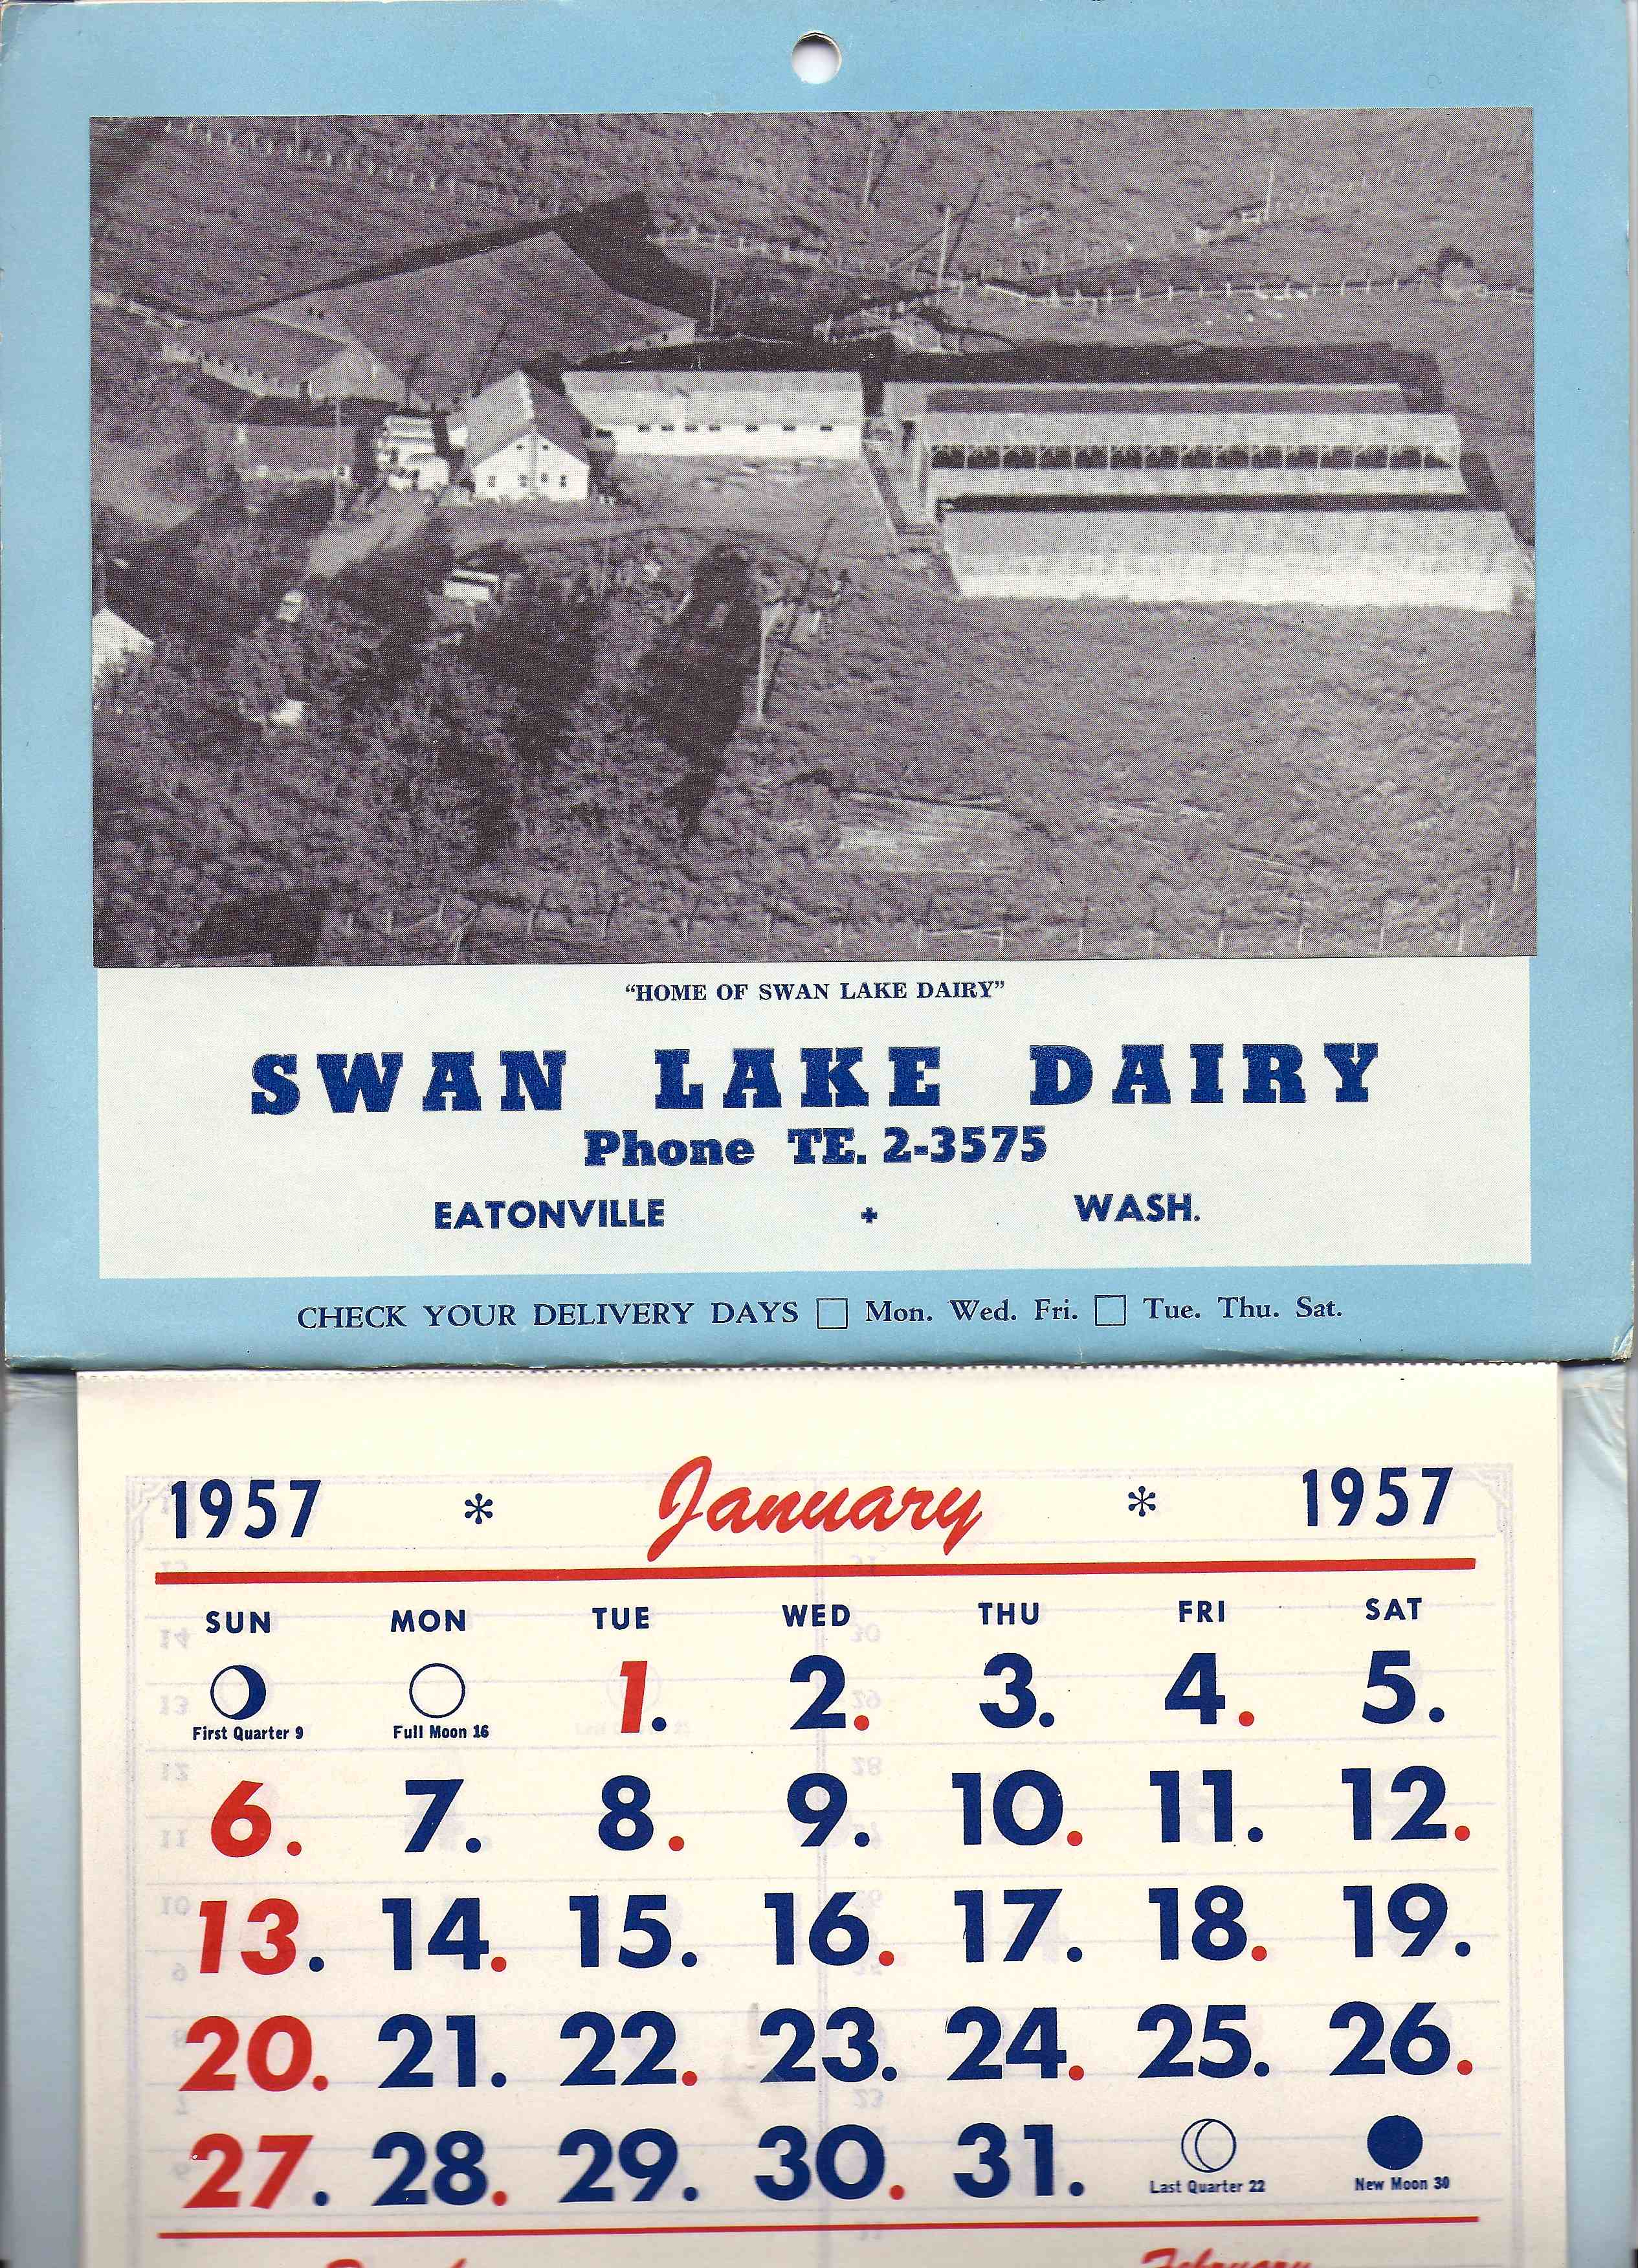 “HOME OF SWAN LAKE DAIRY”
SWAN LAKE DAIRY
Phone TE. 2-3575
EATONVILLE + WASH.
CHECK YOUR DELIVERY DAYS □ Mon. Wed. Fri. □ Tue. Thu. Sat.
1957 * January * 1957
SUN MON TUE WED THU FRI SAT
First Quarter 9 Full Moon 16 1. 2. 3. 4. 5.
6. 7. 8. 9. 10. 11. 12.
13. 14. 15. 16. 17. 18. 19.
20. 21. 22. 23. 24. 25. 26.
27. 28. 29. 30. 31. Last Quarter 22 New Moon 30
February